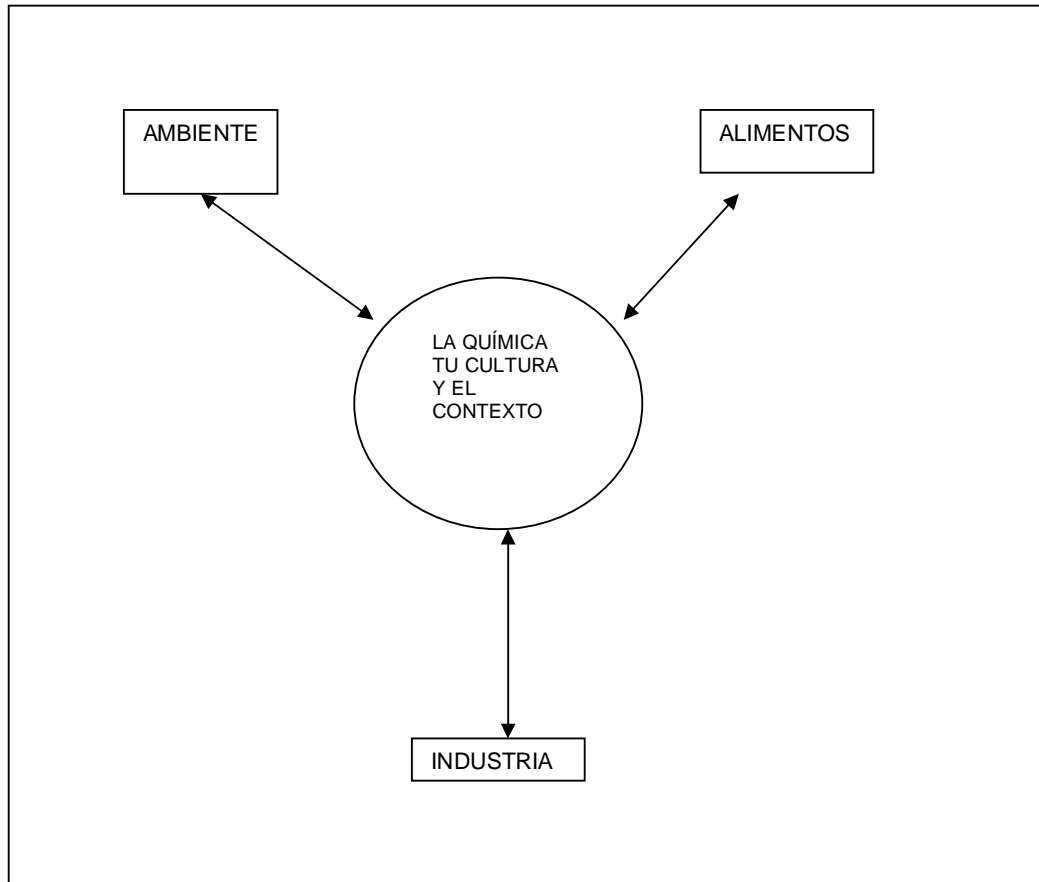 AMBIENTE
ALIMENTOS
LA QUÍMICA
TU CULTURA
Y EL
CONTEXTO
INDUSTRIA